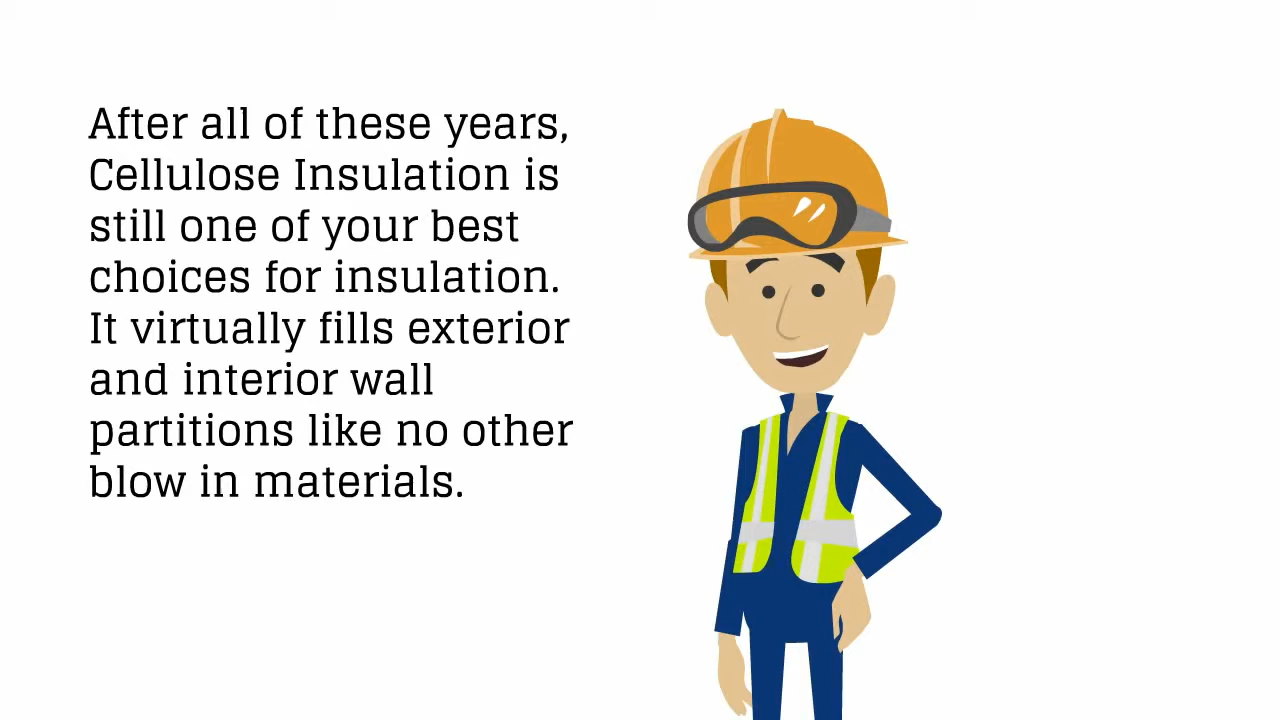 After all of these years,
Cellulose Insulation is
still one of your best
choices for insulation.
It virtually fills exterior
and interior wall
partitions like no other
blow in materials.